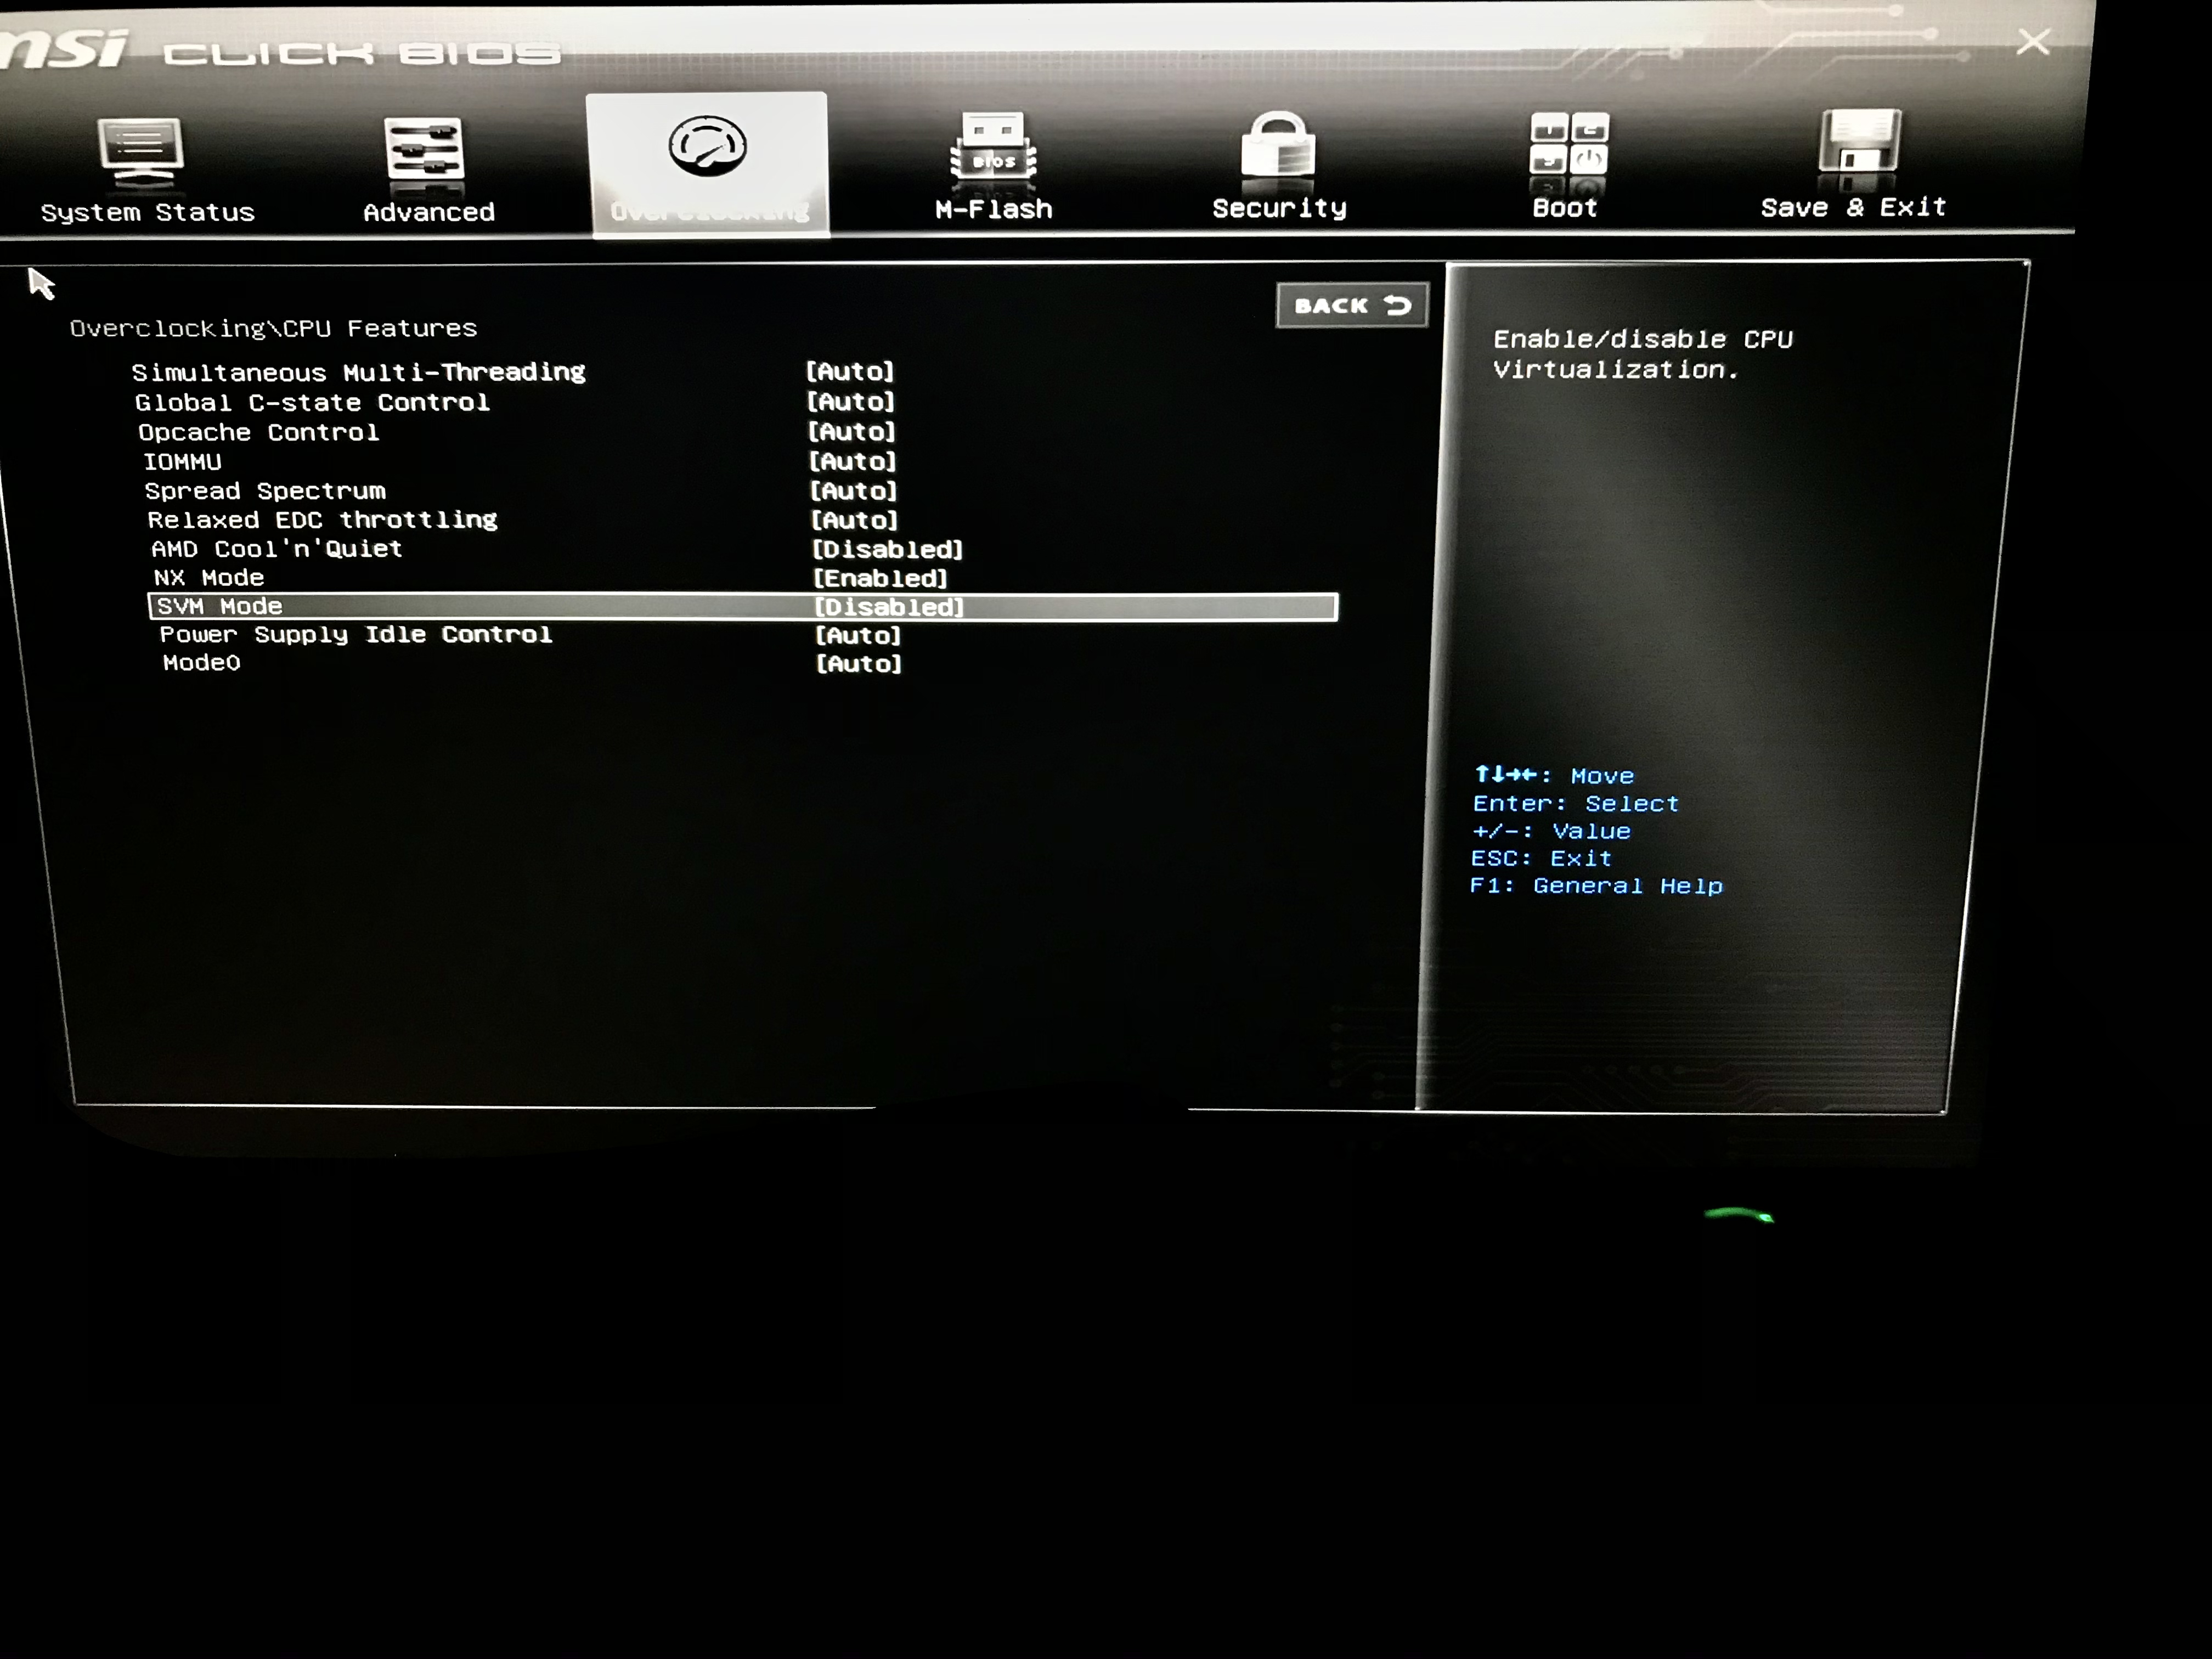 msi CLICK BIOS
System Status
Advanced
Overclocking
BIOS
M-Flash
Security
Boot
Save & Exit
BACK
Overclocking\CPU Features
Simultaneous Multi-Threading [Auto]
Global C-state Control [Auto]
Opcache Control [Auto]
IOMMU [Auto]
Spread Spectrum [Auto]
Relaxed EDC throttling [Auto]
AMD Cool'n'Quiet [Disabled]
NX Mode [Enabled]
SVM Mode [Disabled]
Power Supply Idle Control [Auto]
Mode0 [Auto]
Enable/disable CPU
Virtualization.
↑↓→←: Move
Enter: Select
+/-: Value
ESC: Exit
F1: General Help